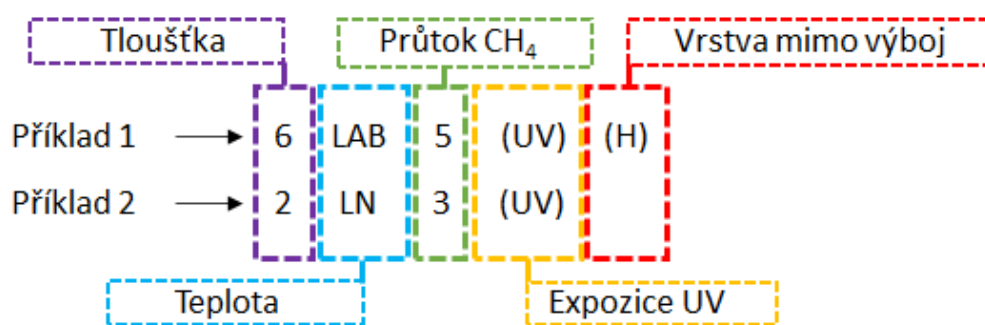 Tloušťka Průtok CH₄ Vrstva mimo výboj
Příklad 1 6 LAB 5 (UV) (H)
Příklad 2 2 LN 3 (UV)
Teplota Expozice UV